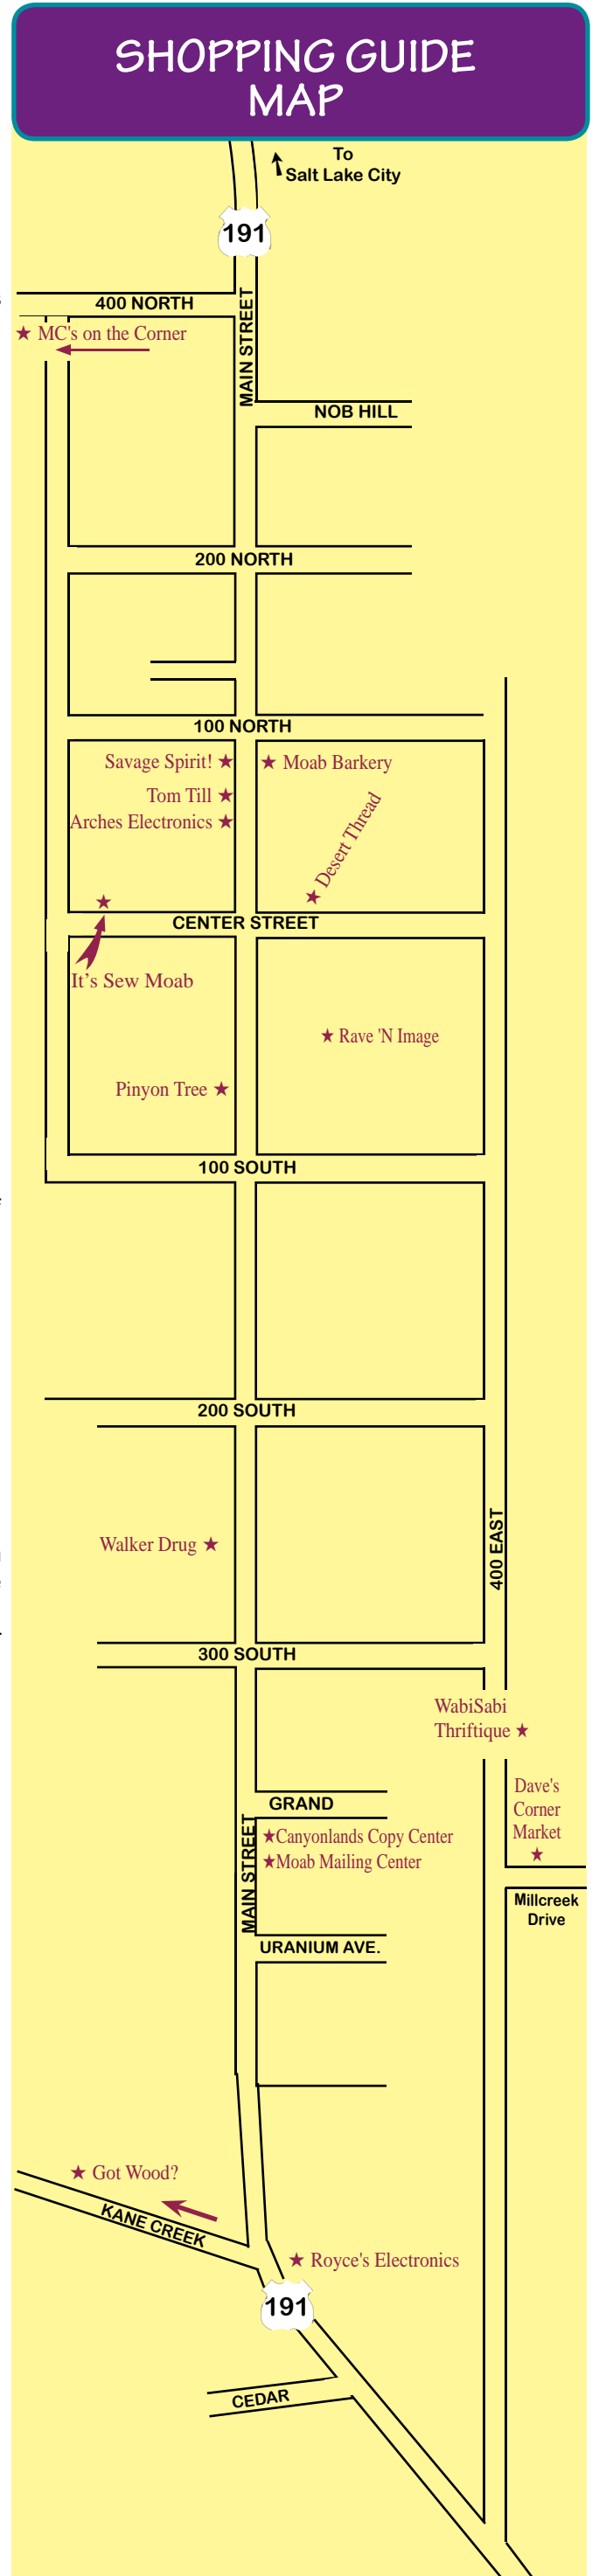 SHOPPING GUIDE
MAP
To
Salt Lake City
191
400 NORTH
MAIN STREET
★ MC's on the Corner
NOB HILL
200 NORTH
100 NORTH
Savage Spirit! ★
★ Moab Barkery
Tom Till ★
Arches Electronics ★
★ Desert Thread
★
CENTER STREET
It's Sew Moab
★ Rave 'N Image
Pinyon Tree ★
100 SOUTH
200 SOUTH
400 EAST
Walker Drug ★
300 SOUTH
WabiSabi
Thriftique ★
Dave's
Corner
Market
★
GRAND
MAIN STREET
★Canyonlands Copy Center
★Moab Mailing Center
Millcreek
Drive
URANIUM AVE.
★ Got Wood?
KANE CREEK
★ Royce's Electronics
191
CEDAR